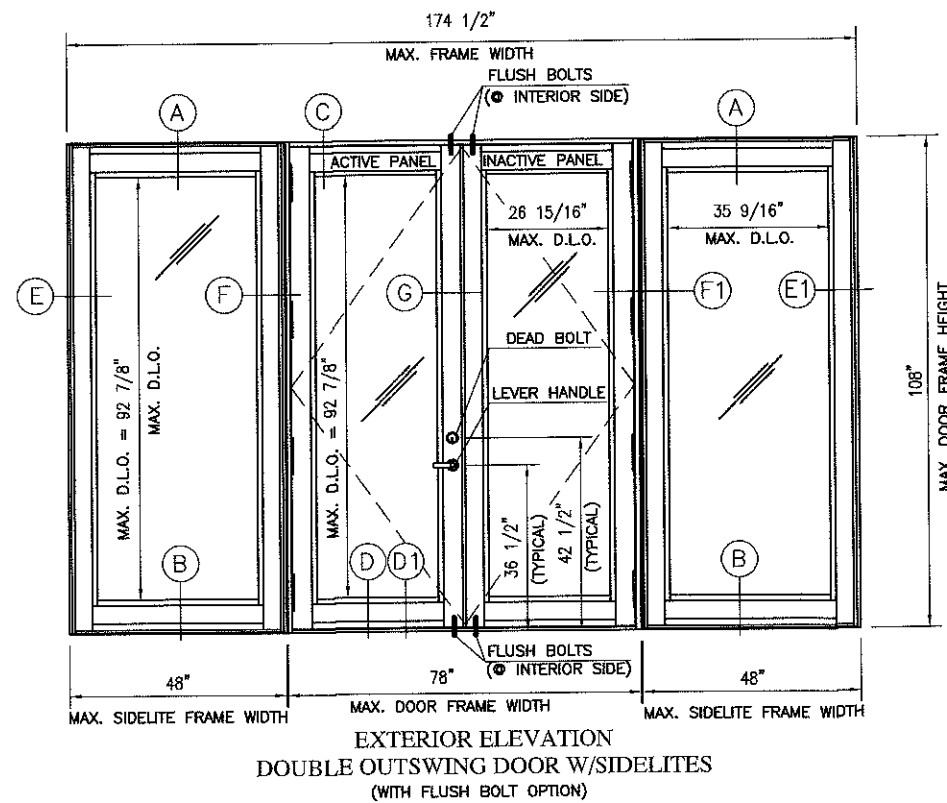 174 1/2"
MAX. FRAME WIDTH
FLUSH BOLTS
(@ INTERIOR SIDE)
A
C
A
ACTIVE PANEL
INACTIVE PANEL
26 15/16"
MAX. D.L.O.
35 9/16"
MAX. D.L.O.
E
F
G
F1
E1
DEAD BOLT
LEVER HANDLE
MAX. D.L.O. = 92 7/8"
MAX. D.L.O.
MAX. D.L.O. = 92 7/8"
36 1/2"
(TYPICAL)
42 1/2"
(TYPICAL)
108"
MAX. DOOR FRAME HEIGHT
B
D
D1
B
FLUSH BOLTS
(@ INTERIOR SIDE)
48"
MAX. SIDELITE FRAME WIDTH
78"
MAX. DOOR FRAME WIDTH
48"
MAX. SIDELITE FRAME WIDTH
EXTERIOR ELEVATION
DOUBLE OUTSWING DOOR W/SIDELITES
(WITH FLUSH BOLT OPTION)